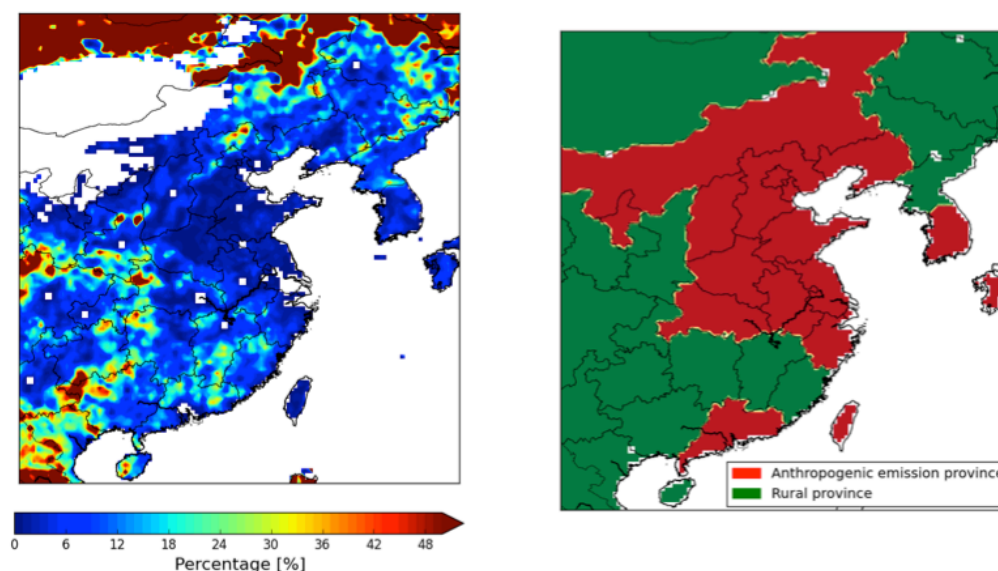 0 6 12 18 24 30 36 42 48
Percentage [%]
Anthropogenic emission province
Rural province